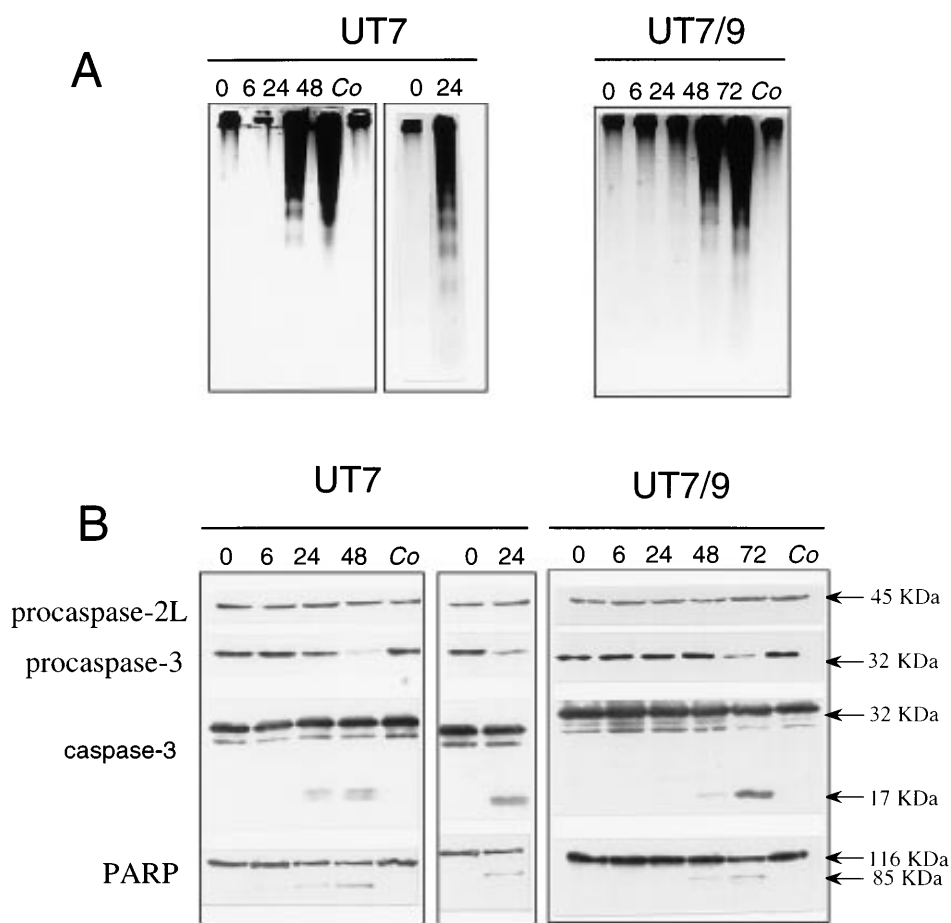 UT7 UT7/9
A
0 6 24 48 Co 0 24 0 6 24 48 72 Co
UT7 UT7/9
B
0 6 24 48 Co 0 24 0 6 24 48 72 Co
procaspase-2L 45 KDa
procaspase-3 32 KDa
32 KDa
caspase-3
17 KDa
PARP 116 KDa
85 KDa